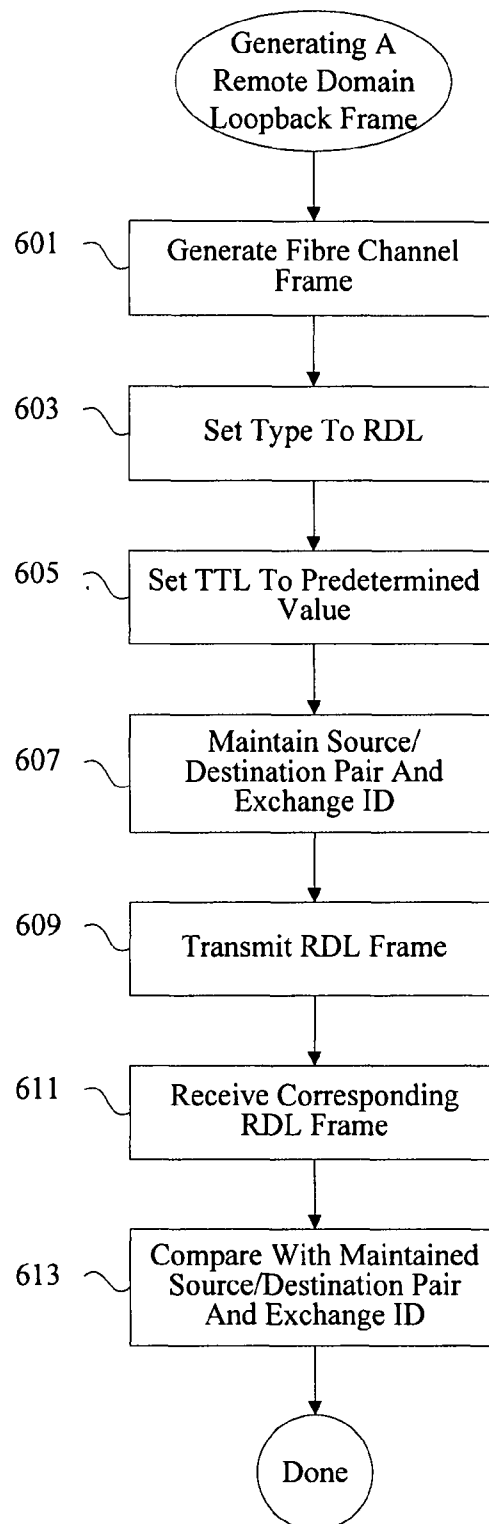 Generating A
Remote Domain
Loopback Frame
601
Generate Fibre Channel
Frame
603
Set Type To RDL
605
Set TTL To Predetermined
Value
607
Maintain Source/
Destination Pair And
Exchange ID
609
Transmit RDL Frame
611
Receive Corresponding
RDL Frame
613
Compare With Maintained
Source/Destination Pair
And Exchange ID
Done